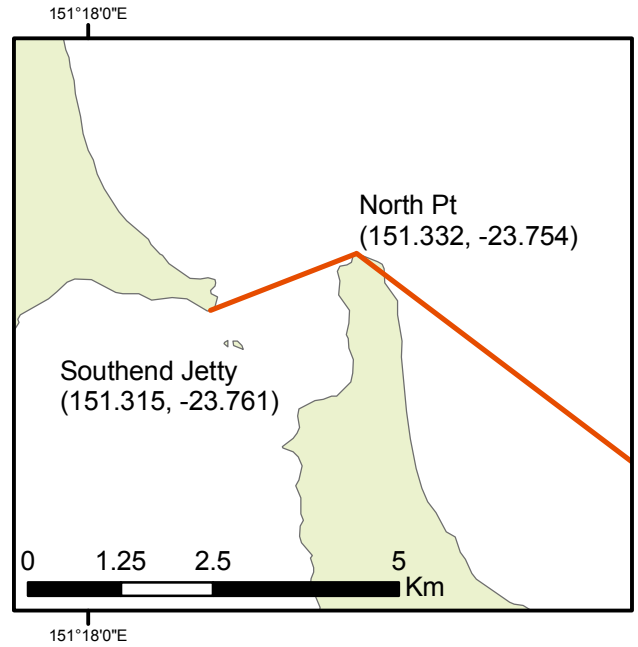 151°18'0"E
North Pt
(151.332, -23.754)
Southend Jetty
(151.315, -23.761)
0 1.25 2.5 5
Km
151°18'0"E